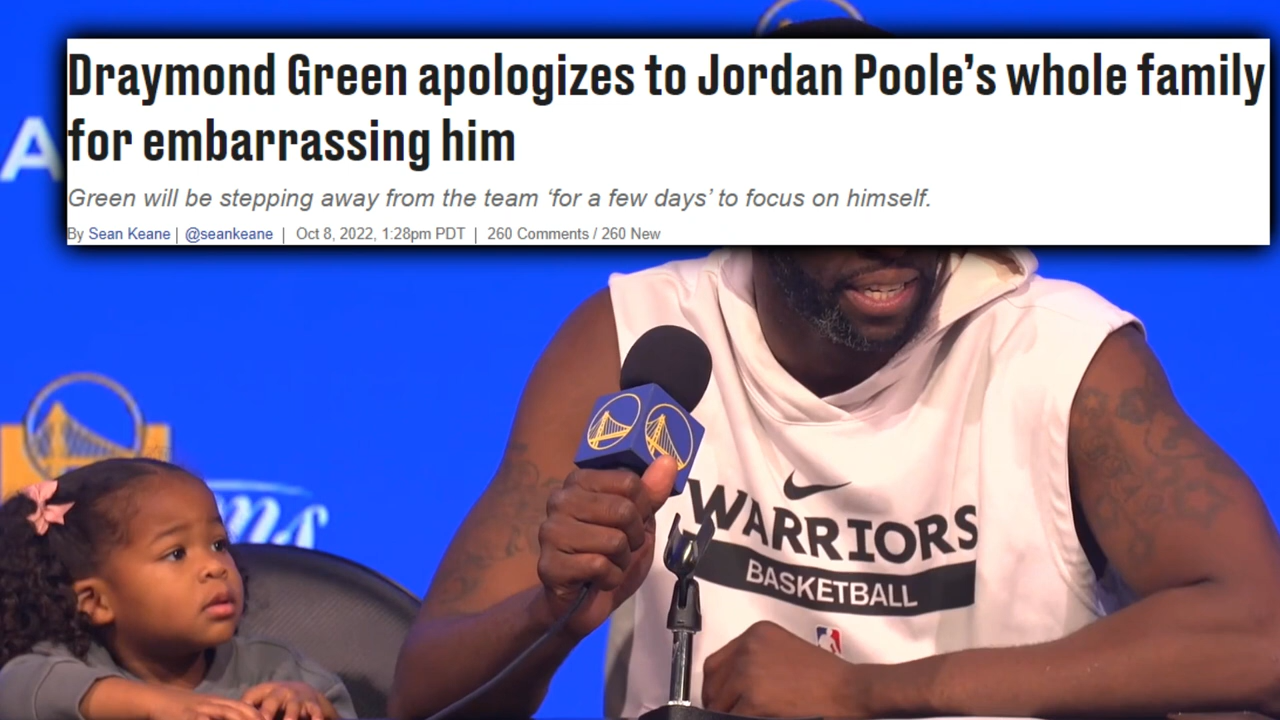 Draymond Green apologizes to Jordan Poole’s whole family
for embarrassing him
Green will be stepping away from the team ‘for a few days’ to focus on himself.
By Sean Keane | @seankeane | Oct 8, 2022, 1:28pm PDT | 260 Comments / 260 New
WARRIORS
BASKETBALL